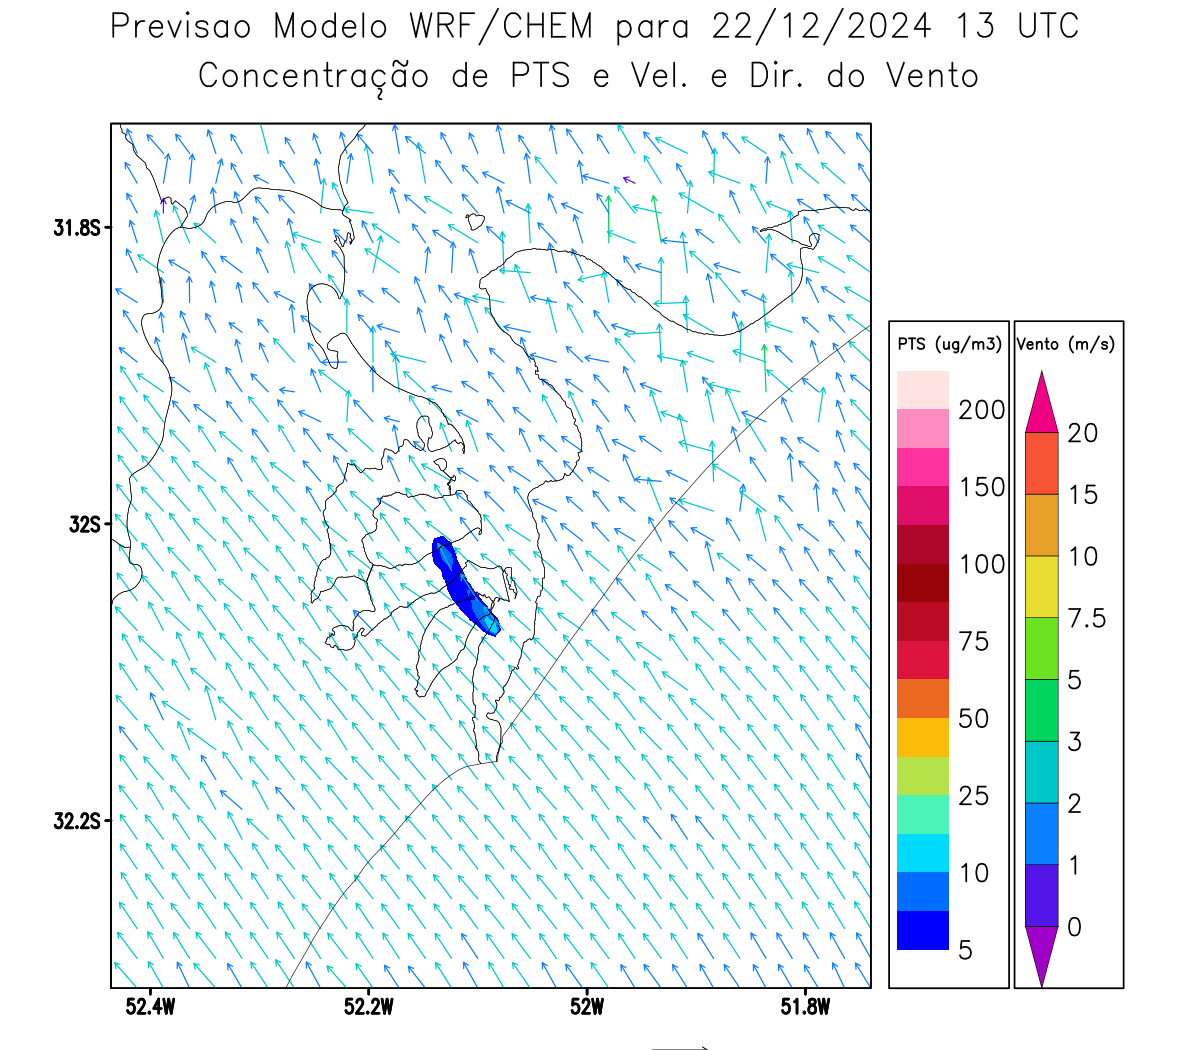 Previsao Modelo WRF/CHEM para 22/12/2024 13 UTC
Concentração de PTS e Vel. e Dir. do Vento
31.8S
32S
32.2S
52.4W 52.2W 52W 51.8W
PTS (ug/m3)
200
150
100
75
50
25
10
5
Vento (m/s)
20
15
10
7.5
5
3
2
1
0